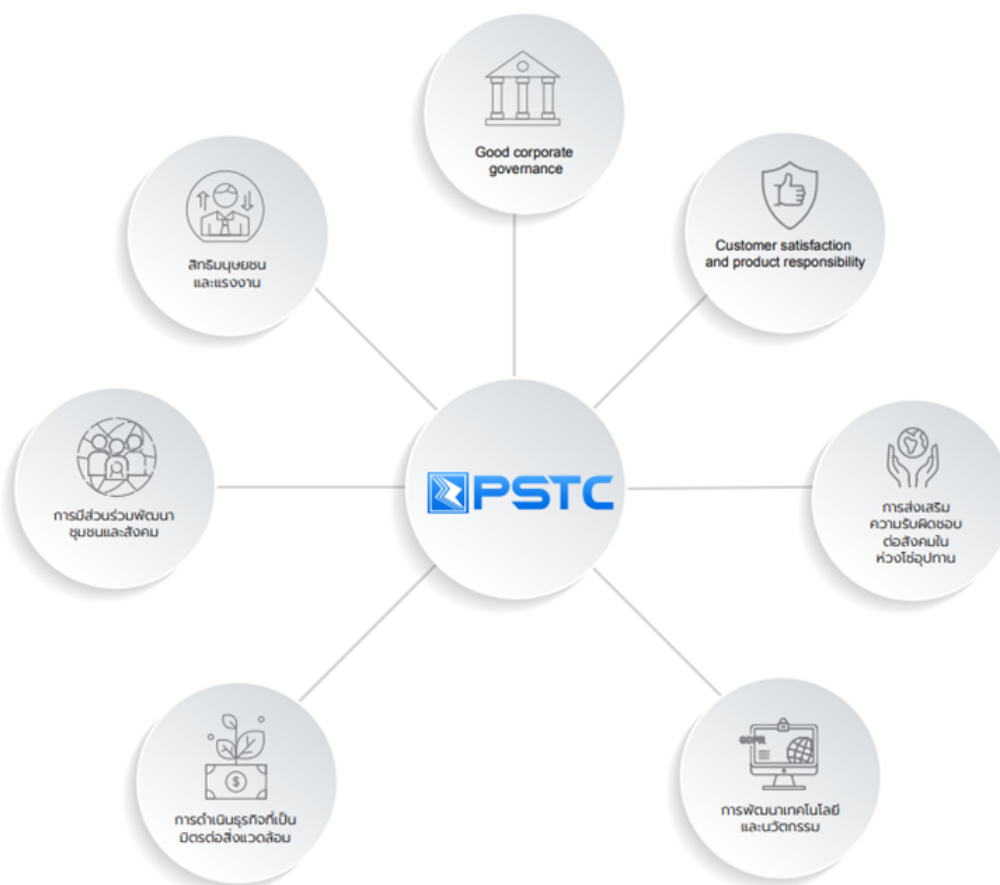 Good corporate
governance
Customer satisfaction
and product responsibility
สิทธิมนุษยชน
และแรงงาน
PSTC
การมีส่วนร่วมพัฒนา
ชุมชนและสังคม
การส่งเสริม
ความรับผิดชอบ
ต่อสังคมใน
ห่วงโซ่อุปทาน
การดำเนินธุรกิจที่เป็น
มิตรต่อสิ่งแวดล้อม
GDPR
การพัฒนาเทคโนโลยี
และนวัตกรรม